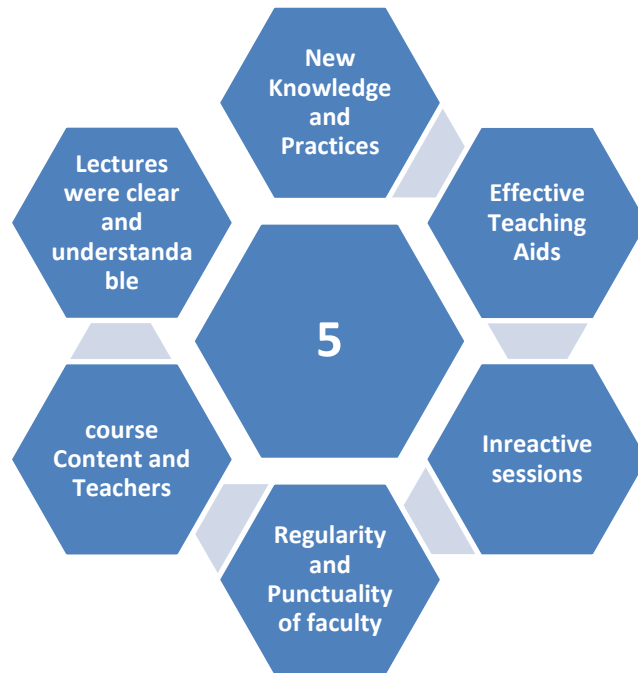 New
Knowledge
and
Practices
Effective
Teaching
Aids
Inreactive
sessions
Regularity
and
Punctuality
of faculty
course
Content and
Teachers
Lectures
were clear
and
understanda
ble
5